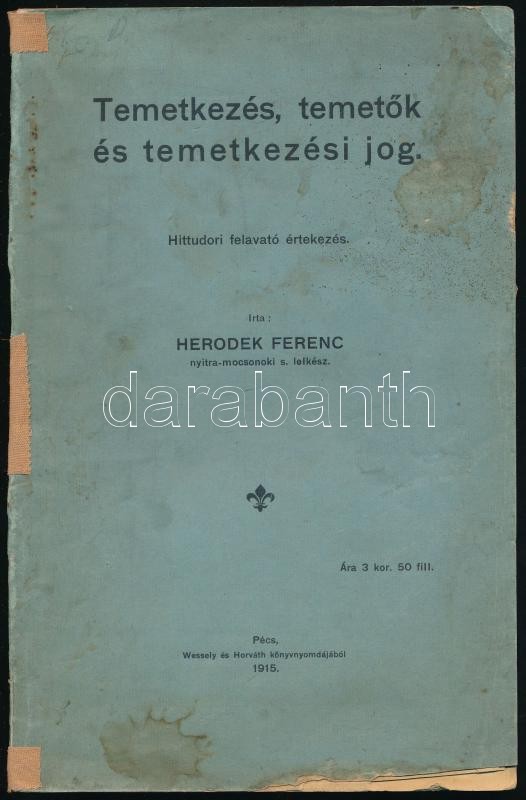 Temetkezés, temetők
és temetkezési jog.
Hittudori felavató értekezés.
Irta :
HERODEK FERENC
nyitra-mocsonoki s. lelkész.
darabanth
Ára 3 kor. 50 fill.
Pécs,
Wessely és Horváth könyvnyomdájából
1915.